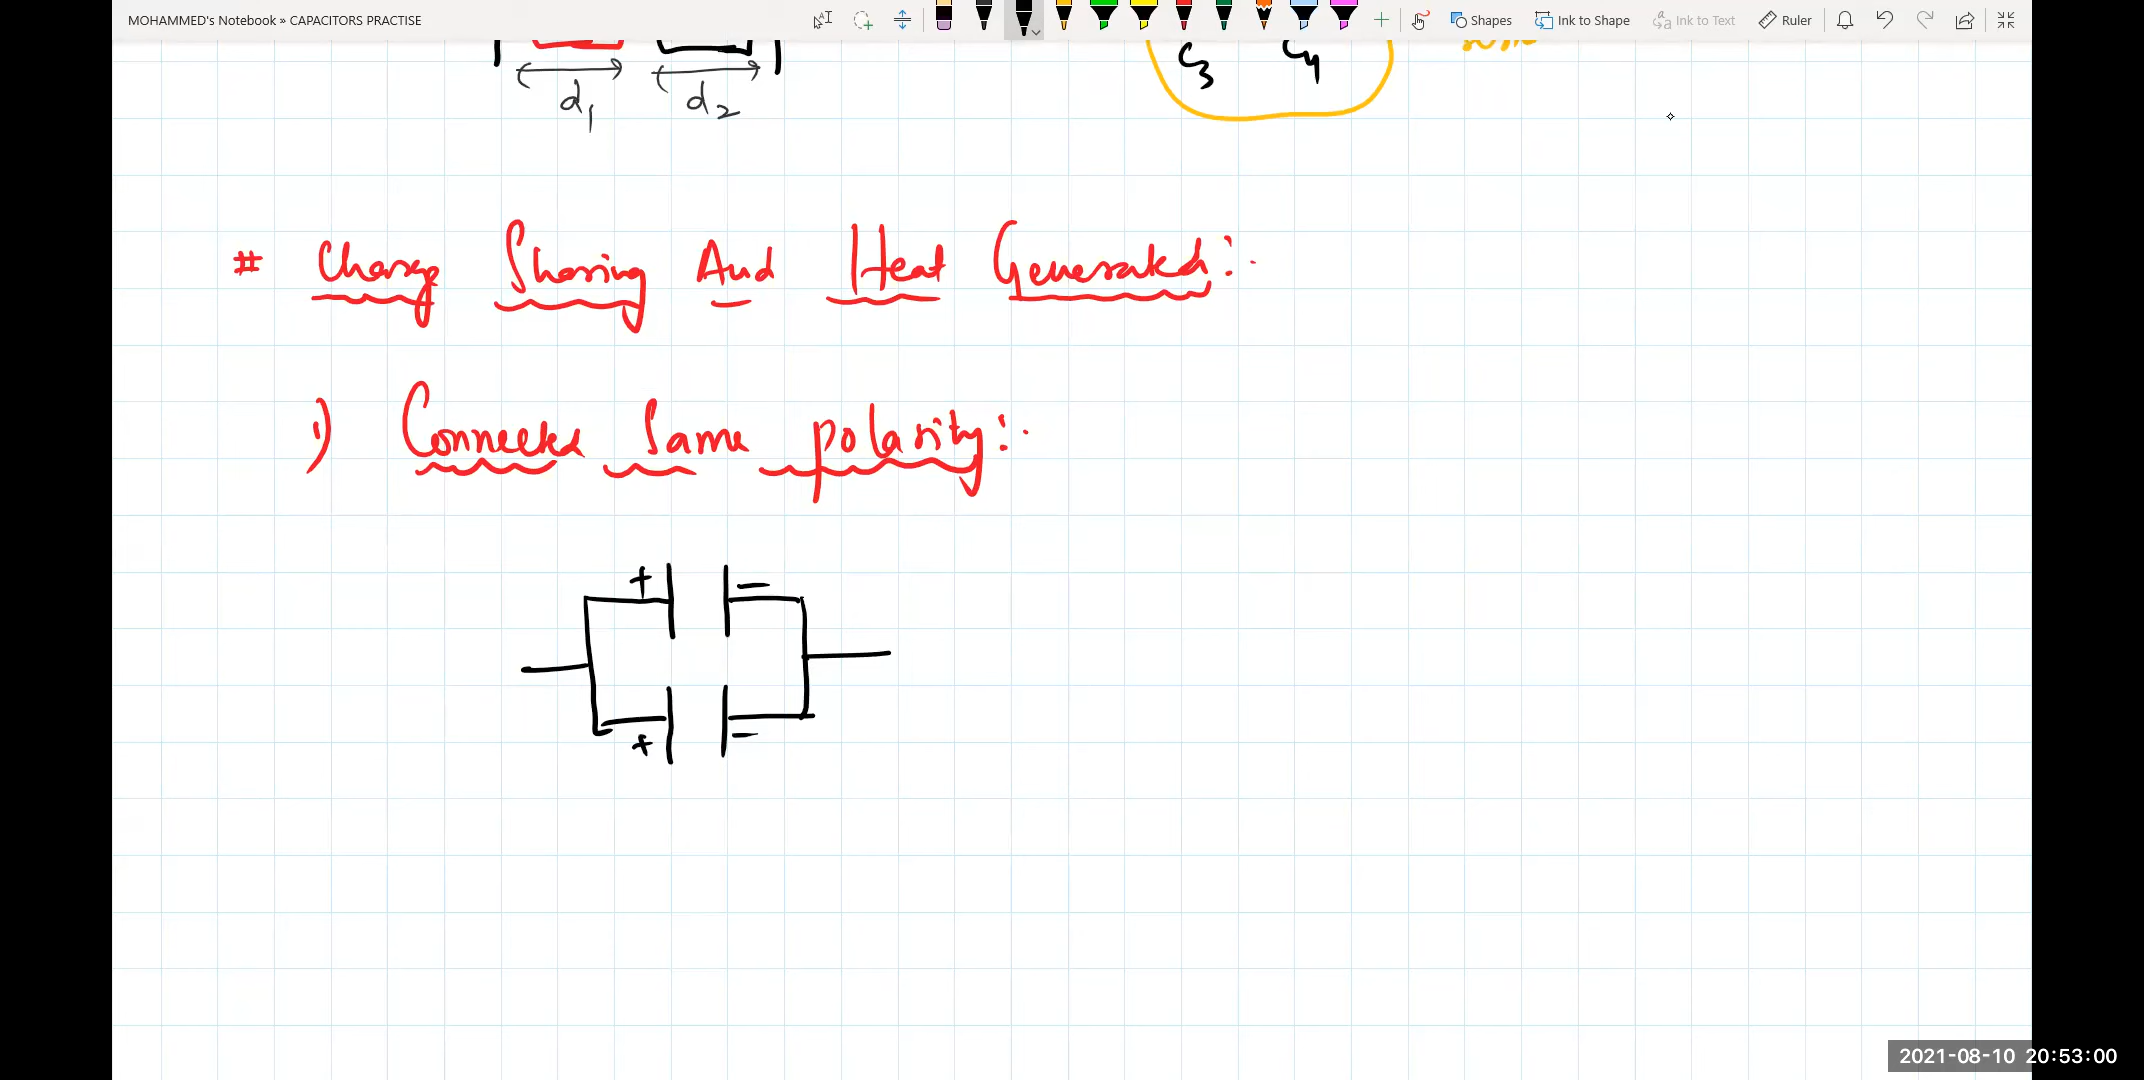 MOHAMMED's Notebook » CAPACITORS PRACTISE
Shapes Ink to Shape Ink to Text Ruler
d1 d2
C3 C4
# Charge Sharing And Heat Generated:-
1) Connected Same polarity:-
+ -
+ -
2021-08-10 20:53:00